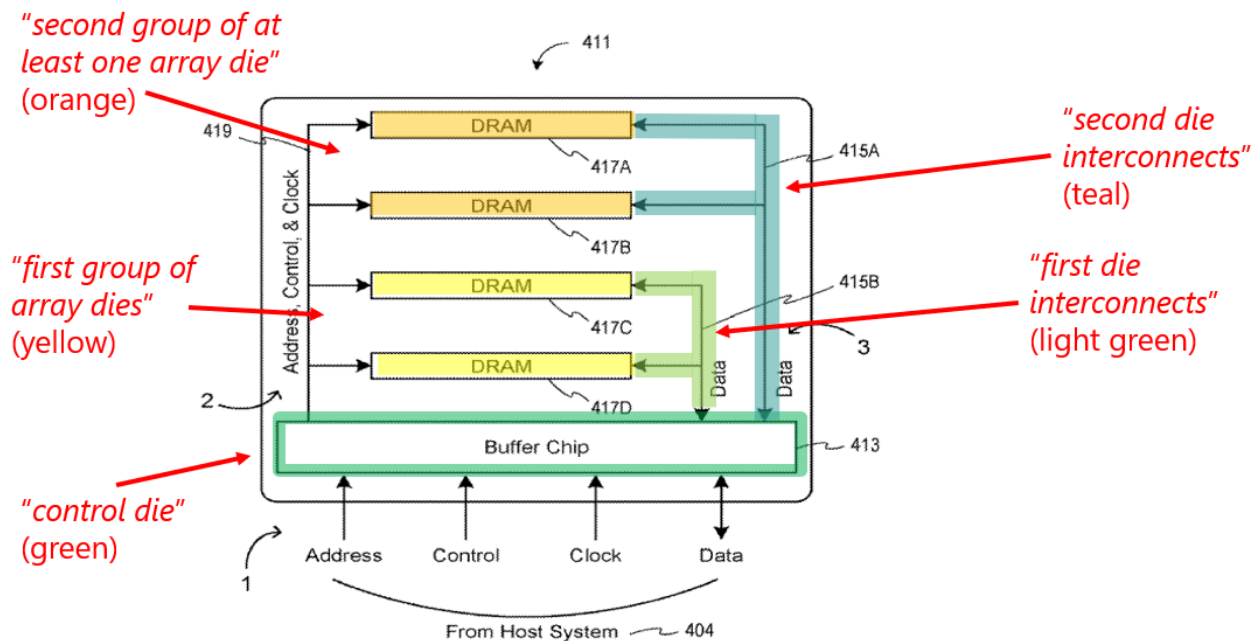 "second group of at
least one array die"
(orange)
411
419
DRAM
417A
415A
"second die
interconnects"
(teal)
Address, Control, & Clock
DRAM
417B
"first group of
array dies"
(yellow)
DRAM
417C
415B
"first die
interconnects"
(light green)
3
DRAM
417D
Data
Data
2
Buffer Chip
413
"control die"
(green)
1
Address
Control
Clock
Data
From Host System
404